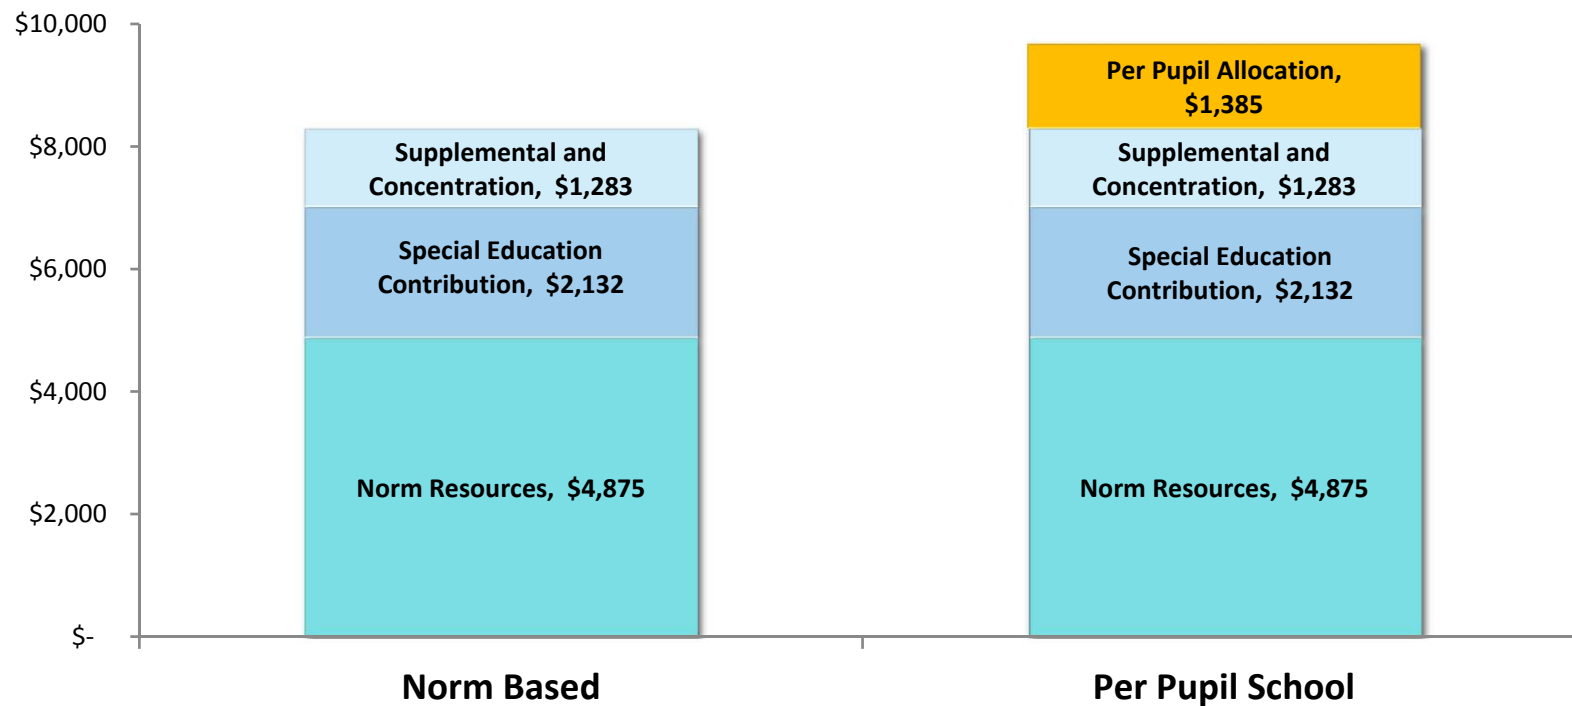 $10,000
$8,000
$6,000
$4,000
$2,000
$-
Supplemental and
Concentration, $1,283
Special Education
Contribution, $2,132
Norm Resources, $4,875
Per Pupil Allocation,
$1,385
Supplemental and
Concentration, $1,283
Special Education
Contribution, $2,132
Norm Resources, $4,875
Norm Based
Per Pupil School